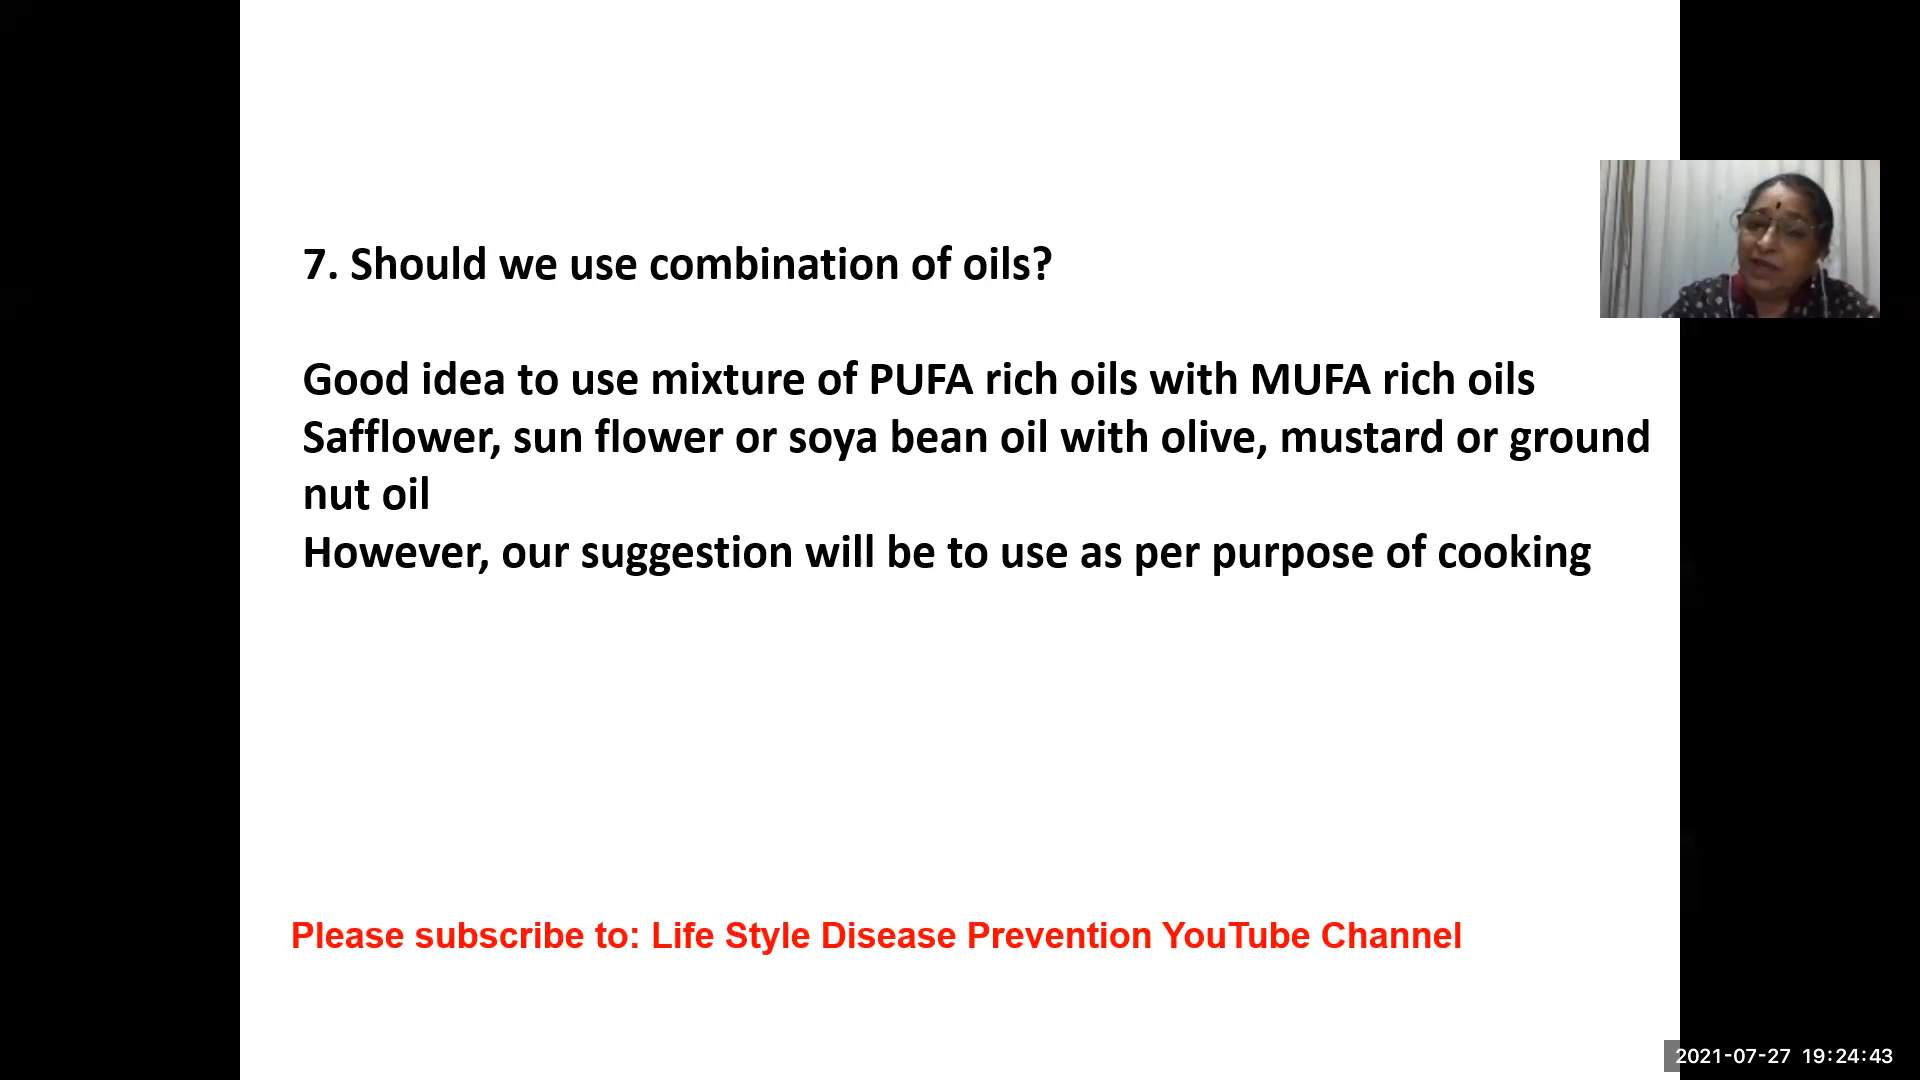 7. Should we use combination of oils?
Good idea to use mixture of PUFA rich oils with MUFA rich oils
Safflower, sun flower or soya bean oil with olive, mustard or ground
nut oil
However, our suggestion will be to use as per purpose of cooking
Please subscribe to: Life Style Disease Prevention YouTube Channel
2021-07-27 19:24:43